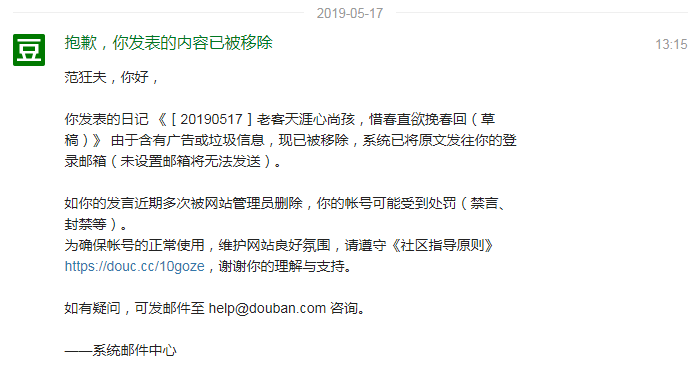 2019-05-17
豆
抱歉，你发表的内容已被移除
13:15
范狂夫，你好，
你发表的日记 《［20190517］老客天涯心尚孩，惜春直欲挽春回（草
稿）》 由于含有广告或垃圾信息，现已被移除，系统已将原文发往你的登
录邮箱（未设置邮箱将无法发送）。
如你的发言近期多次被网站管理员删除，你的帐号可能受到处罚（禁言、
封禁等）。
为确保帐号的正常使用，维护网站良好氛围，请遵守《社区指导原则》
https://douc.cc/10goze，谢谢你的理解与支持。
如有疑问，可发邮件至 help@douban.com 咨询。
——系统邮件中心